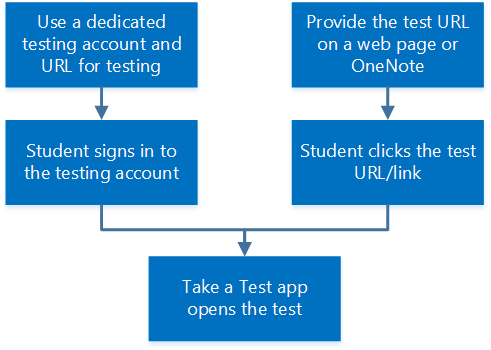 Use a dedicated
testing account and
URL for testing
Provide the test URL
on a web page or
OneNote
Student signs in to
the testing account
Student clicks the test
URL/link
Take a Test app
opens the test